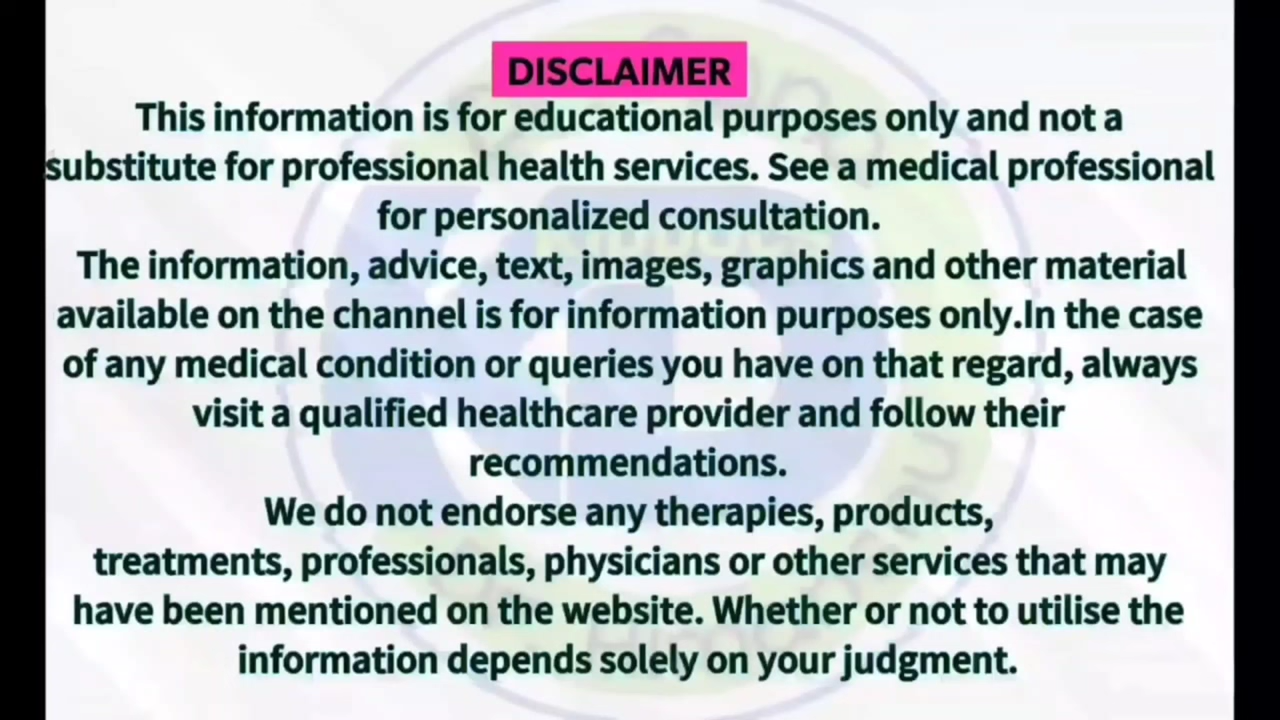 DISCLAIMER
This information is for educational purposes only and not a
substitute for professional health services. See a medical professional
for personalized consultation.
The information, advice, text, images, graphics and other material
available on the channel is for information purposes only.In the case
of any medical condition or queries you have on that regard, always
visit a qualified healthcare provider and follow their
recommendations.
We do not endorse any therapies, products,
treatments, professionals, physicians or other services that may
have been mentioned on the website. Whether or not to utilise the
information depends solely on your judgment.